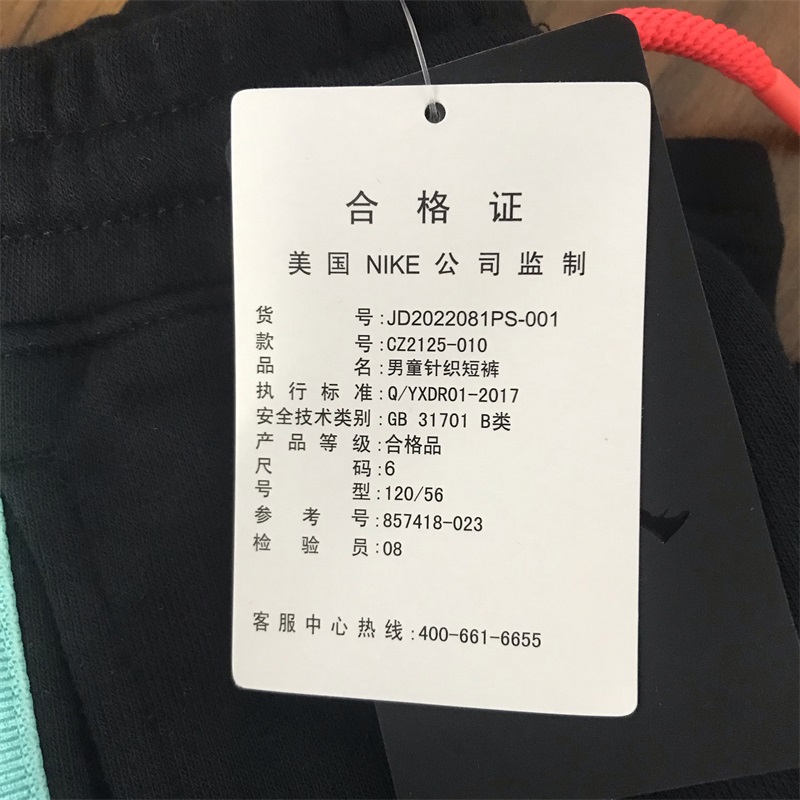 合格证
美国 NIKE 公司监制
货号:JD2022081PS-001
款号:CZ2125-010
品名:男童针织短裤
执行标准:Q/YXDR01-2017
安全技术类别:GB 31701 B类
产品等级:合格品
尺码:6
号型:120/56
参考号:857418-023
检验员:08
客服中心热线:400-661-6655